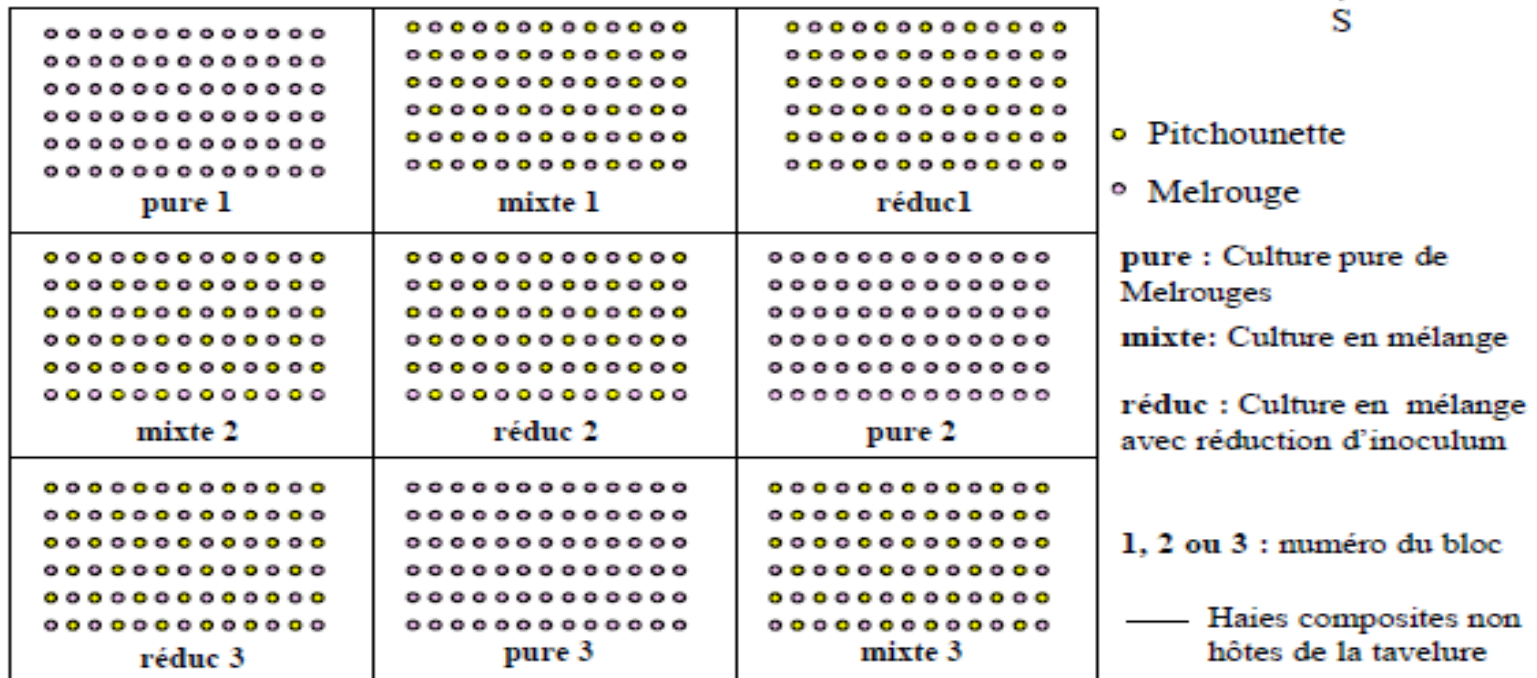 S
pure 1
mixte 1
réduc1
Pitchounette
Melrouge
mixte 2
réduc 2
pure 2
pure : Culture pure de
Melrouges
mixte: Culture en mélange
réduc : Culture en mélange
avec réduction d'inoculum
réduc 3
pure 3
mixte 3
1, 2 ou 3 : numéro du bloc
Haies composites non
hôtes de la tavelure